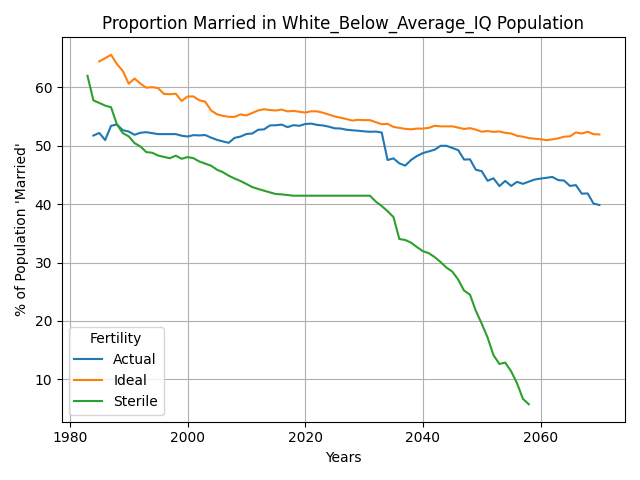 Proportion Married in White_Below_Average_IQ Population
% of Population 'Married'
60
50
40
30
20
10
Fertility
Actual
Ideal
Sterile
1980
2000
2020
2040
2060
Years